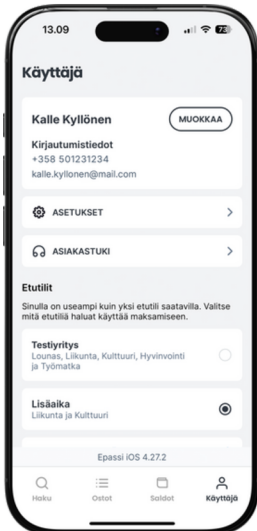 13.09
Käyttäjä
Kalle Kyllönen
MUOKKAA
Kirjautumistiedot
+358 501231234
kalle.kyllonen@mail.com
ASETUKSET
ASIAKASTUKI
Etutilit
Sinulla on useampi kuin yksi etutili saatavilla. Valitse
mitä etutiliä haluat käyttää maksamiseen.
Testiyritys
Lounas, Liikunta, Kulttuuri, Hyvinvointi
ja Työmatka
Lisäaika
Liikunta ja Kulttuuri
Epassi iOS 4.27.2
Haku
Ostot
Saldot
Käyttäjä